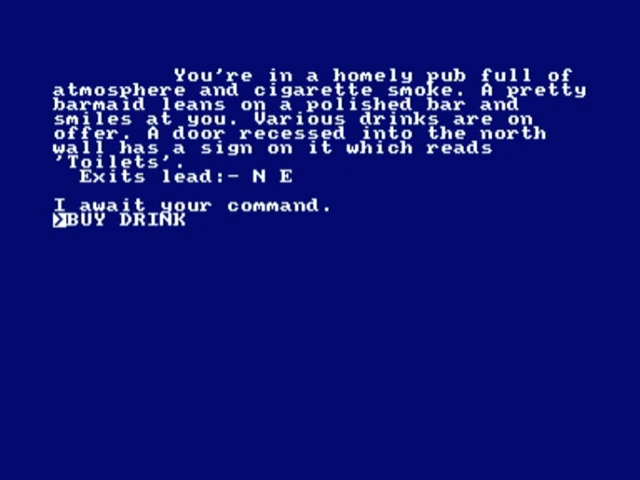 You're in a homely pub full of
atmosphere and cigarette smoke. A pretty
barmaid leans on a polished bar and
smiles at you. Various drinks are on
offer. A door recessed into the north
wall has a sign on it which reads
'Toilets'.
Exits lead:- N E
I await your command.
>BUY DRINK